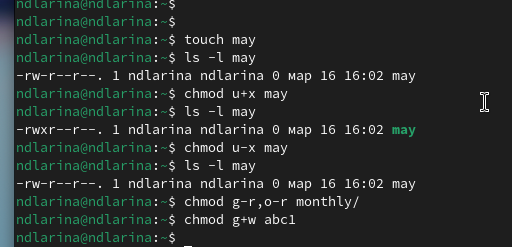 ndlarina@ndlarina:~$
ndlarina@ndlarina:~$
ndlarina@ndlarina:~$ touch may
ndlarina@ndlarina:~$ ls -l may
-rw-r--r--. 1 ndlarina ndlarina 0 мар 16 16:02 may
ndlarina@ndlarina:~$ chmod u+x may
ndlarina@ndlarina:~$ ls -l may
-rwxr--r--. 1 ndlarina ndlarina 0 мар 16 16:02 may
ndlarina@ndlarina:~$ chmod u-x may
ndlarina@ndlarina:~$ ls -l may
-rw-r--r--. 1 ndlarina ndlarina 0 мар 16 16:02 may
ndlarina@ndlarina:~$ chmod g-r,o-r monthly/
ndlarina@ndlarina:~$ chmod g+w abc1
ndlarina@ndlarina:~$